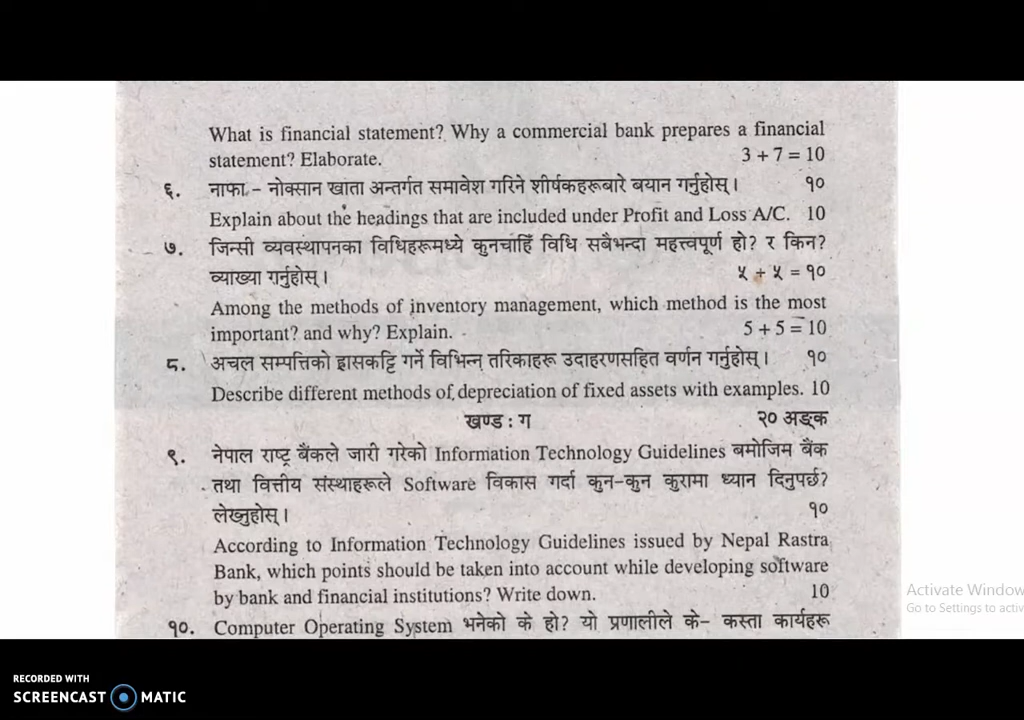 What is financial statement? Why a commercial bank prepares a financial
statement? Elaborate. 3 + 7 = 10
६. नाफा - नोक्सान खाता अन्तर्गत समावेश गरिने शीर्षकहरूबारे बयान गर्नुहोस् । १०
Explain about the headings that are included under Profit and Loss A/C. 10
७. जिन्सी व्यवस्थापनका विधिहरूमध्ये कुनचाहिँ विधि सबैभन्दा महत्त्वपूर्ण हो? र किन?
व्याख्या गर्नुहोस् । ५ + ५ = १०
Among the methods of inventory management, which method is the most
important? and why? Explain. 5 + 5 = 10
८. अचल सम्पत्तिको ह्रासकट्टि गर्ने विभिन्न तरिकाहरू उदाहरणसहित वर्णन गर्नुहोस् । १०
Describe different methods of depreciation of fixed assets with examples. 10
खण्ड : ग २० अङ्क
९. नेपाल राष्ट्र बैंकले जारी गरेको Information Technology Guidelines बमोजिम बैंक
तथा वित्तीय संस्थाहरूले Software विकास गर्दा कुन-कुन कुरामा ध्यान दिनुपर्छ?
लेख्नुहोस् । १०
According to Information Technology Guidelines issued by Nepal Rastra
Bank, which points should be taken into account while developing software
by bank and financial institutions? Write down. 10
१०. Computer Operating System भनेको के हो? यो प्रणालीले के- कस्ता कार्यहरू
Activate Window
Go to Settings to activ
RECORDED WITH
SCREENCAST MATIC